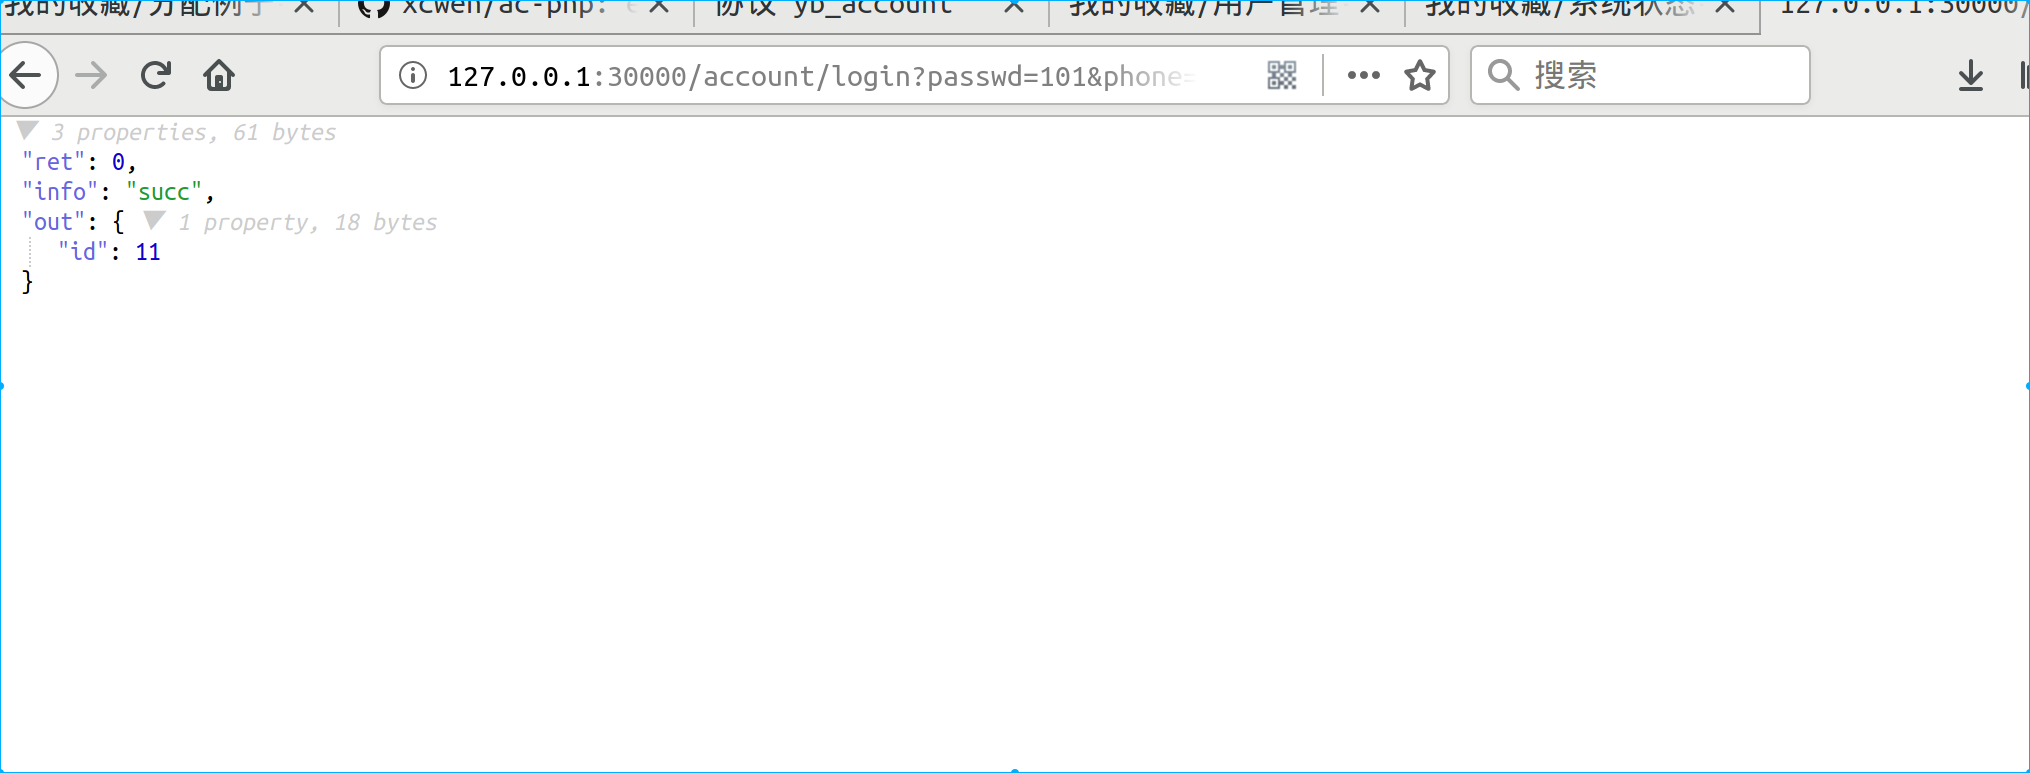 我的收藏/分配例子
xcwen/ac-php: e
协议 yb_account
我的收藏/用户管理
我的收藏/系统状态
127.0.0.1:30000/
127.0.0.1:30000/account/login?passwd=101&phone=
搜索
3 properties, 61 bytes
"ret": 0,
"info": "succ",
"out": { 1 property, 18 bytes
"id": 11
}